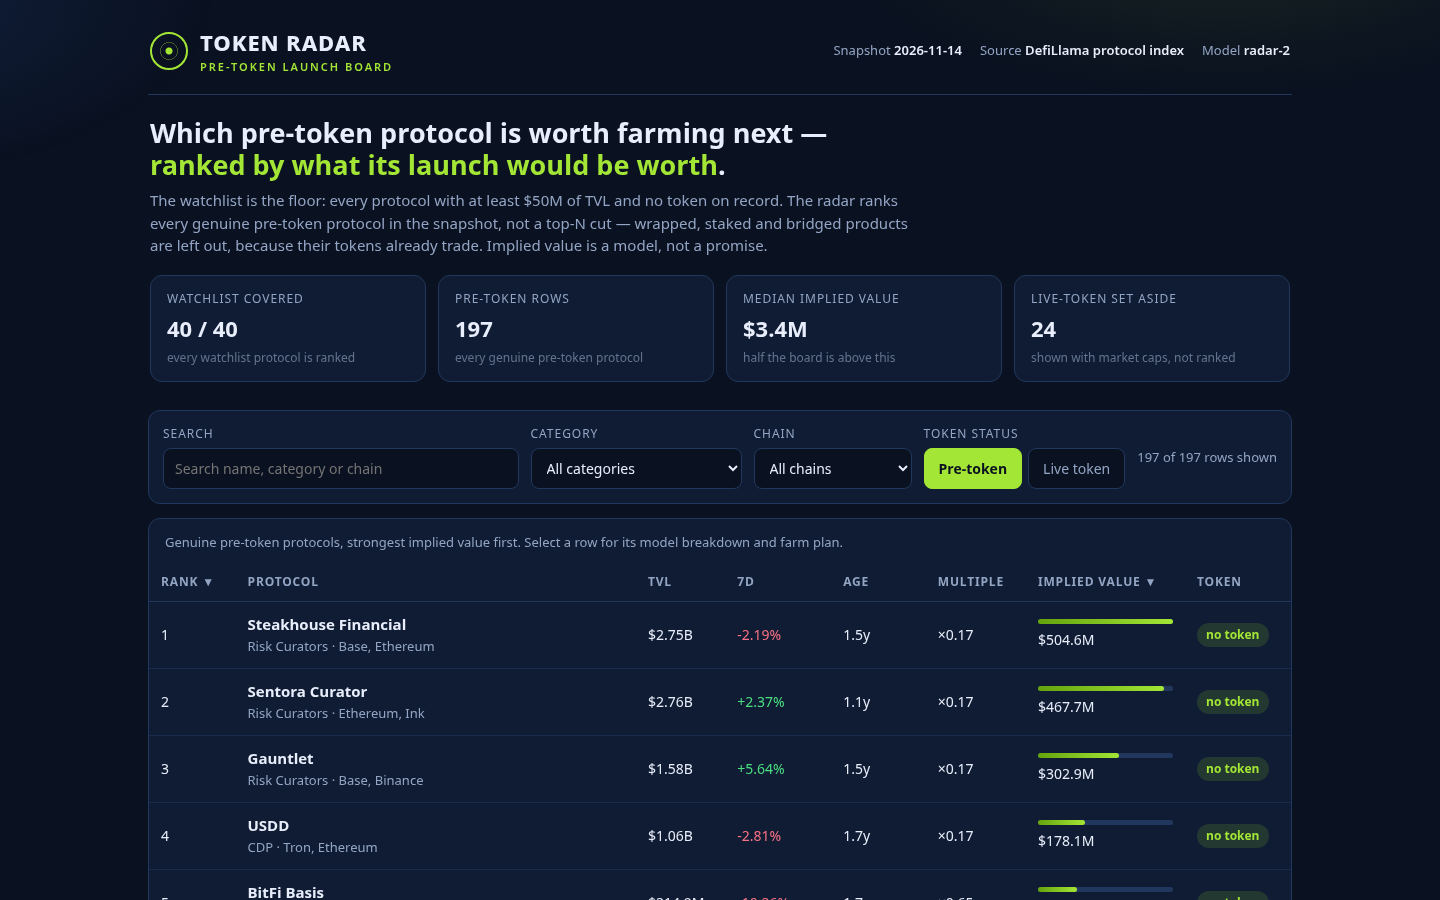 TOKEN RADAR
PRE-TOKEN LAUNCH BOARD
Snapshot 2026-11-14 Source DefiLlama protocol index Model radar-2
Which pre-token protocol is worth farming next —
ranked by what its launch would be worth.
The watchlist is the floor: every protocol with at least $50M of TVL and no token on record. The radar ranks
every genuine pre-token protocol in the snapshot, not a top-N cut — wrapped, staked and bridged products
are left out, because their tokens already trade. Implied value is a model, not a promise.
WATCHLIST COVERED
40 / 40
every watchlist protocol is ranked
PRE-TOKEN ROWS
197
every genuine pre-token protocol
MEDIAN IMPLIED VALUE
$3.4M
half the board is above this
LIVE-TOKEN SET ASIDE
24
shown with market caps, not ranked
SEARCH
Search name, category or chain
CATEGORY
All categories
CHAIN
All chains
TOKEN STATUS
Pre-token Live token
197 of 197 rows shown
Genuine pre-token protocols, strongest implied value first. Select a row for its model breakdown and farm plan.
RANK ▼ PROTOCOL TVL 7D AGE MULTIPLE IMPLIED VALUE ▼ TOKEN
1 Steakhouse Financial $2.75B -2.19% 1.5y ×0.17 $504.6M no token
Risk Curators · Base, Ethereum
2 Sentora Curator $2.76B +2.37% 1.1y ×0.17 $467.7M no token
Risk Curators · Ethereum, Ink
3 Gauntlet $1.58B +5.64% 1.5y ×0.17 $302.9M no token
Risk Curators · Base, Binance
4 USDD $1.06B -2.81% 1.7y ×0.17 $178.1M no token
CDP · Tron, Ethereum
BitFi Basis